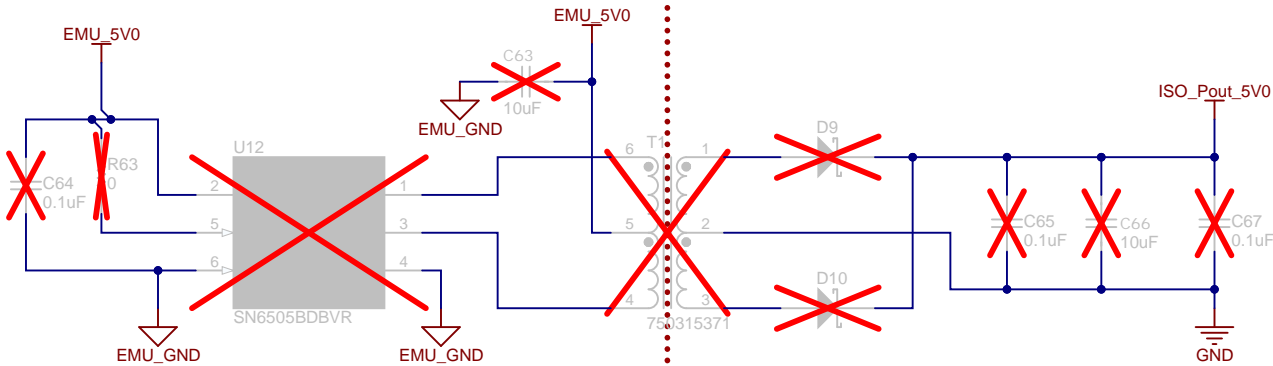 EMU_5V0
EMU_5V0
C63
10uF
EMU_GND
ISO_Pout_5V0
R63
0
C64
0.1uF
U12
2
5
6
1
3
4
SN6505BDBVR
EMU_GND
EMU_GND
T1
6
5
4
1
2
3
750315371
D9
D10
C65
0.1uF
C66
10uF
C67
0.1uF
GND